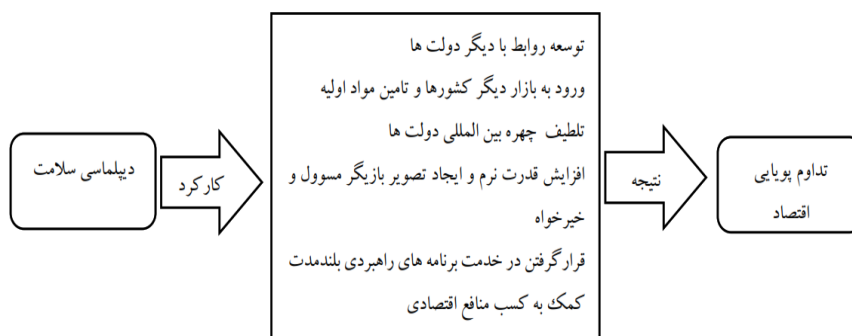 دیپلماسی سلامت
کارکرد
توسعه روابط با دیگر دولت ها
ورود به بازار دیگر کشورها و تامین مواد اولیه
تلطیف چهره بین المللی دولت ها
افزایش قدرت نرم و ایجاد تصویر بازیگر مسوول و
خیرخواه
قرارگرفتن در خدمت برنامه های راهبردی بلندمدت
کمک به کسب منافع اقتصادی
نتیجه
تداوم پویایی
اقتصاد